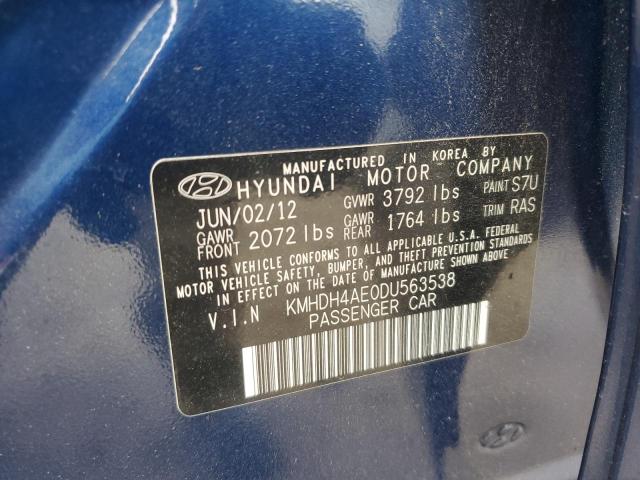 MANUFACTURED IN KOREA BY
HYUNDAI MOTOR COMPANY
JUN/02/12 GVWR 3792 lbs PAINT S7U
GAWR FRONT 2072 lbs GAWR REAR 1764 lbs TRIM RAS
THIS VEHICLE CONFORMS TO ALL APPLICABLE U.S.A. FEDERAL
MOTOR VEHICLE SAFETY, BUMPER, AND THEFT PREVENTION STANDARDS
IN EFFECT ON THE DATE OF MANUFACTURE SHOWN ABOVE.
V.I.N KMHDH4AE0DU563538
PASSENGER CAR